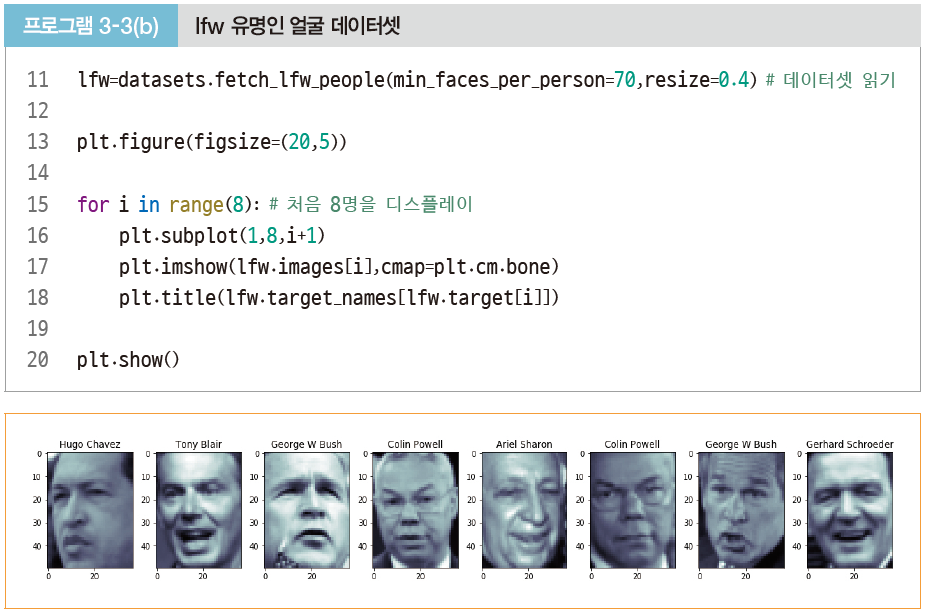 프로그램 3-3(b) lfw 유명인 얼굴 데이터셋
11 lfw=datasets.fetch_lfw_people(min_faces_per_person=70,resize=0.4) # 데이터셋 읽기
12
13 plt.figure(figsize=(20,5))
14
15 for i in range(8): # 처음 8명을 디스플레이
16     plt.subplot(1,8,i+1)
17     plt.imshow(lfw.images[i],cmap=plt.cm.bone)
18     plt.title(lfw.target_names[lfw.target[i]])
19
20 plt.show()
Hugo Chavez Tony Blair George W Bush Colin Powell Ariel Sharon Colin Powell George W Bush Gerhard Schroeder
0 0 0 0 0 0 0 0
10 10 10 10 10 10 10 10
20 20 20 20 20 20 20 20
30 30 30 30 30 30 30 30
40 40 40 40 40 40 40 40
0 20 0 20 0 20 0 20 0 20 0 20 0 20 0 20